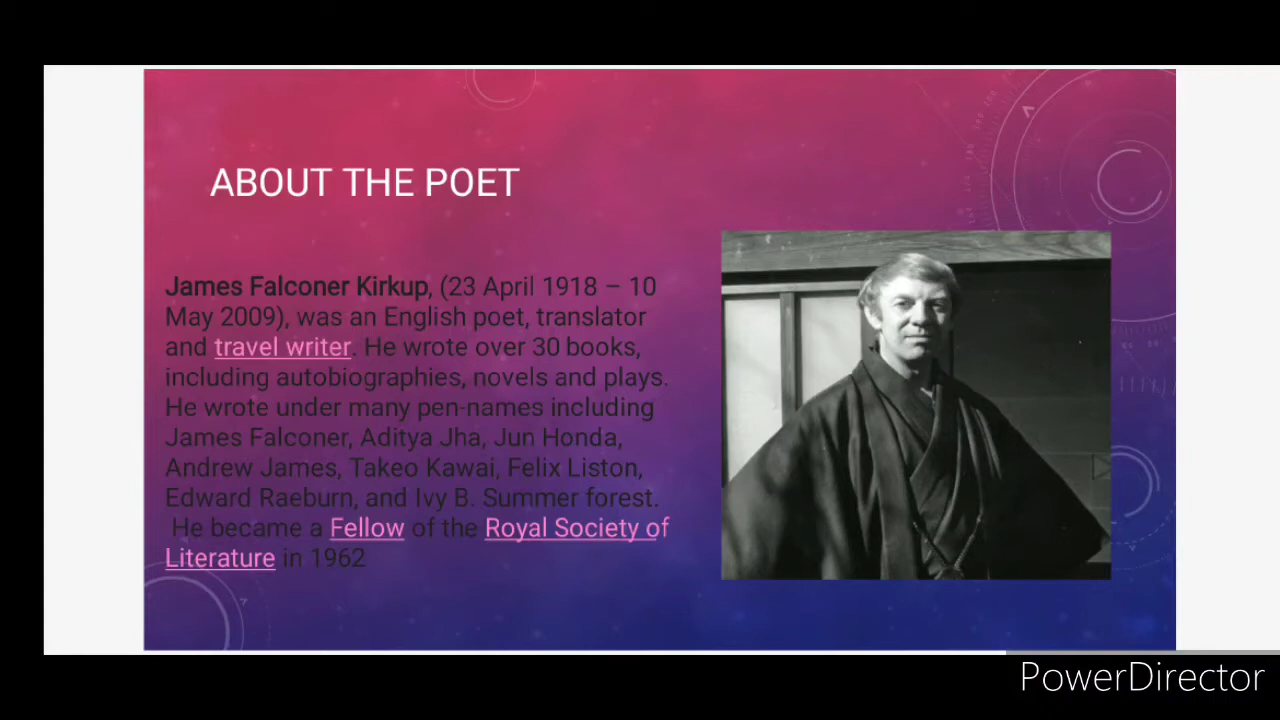 ABOUT THE POET
James Falconer Kirkup, (23 April 1918 – 10
May 2009), was an English poet, translator
and travel writer. He wrote over 30 books,
including autobiographies, novels and plays.
He wrote under many pen-names including
James Falconer, Aditya Jha, Jun Honda,
Andrew James, Takeo Kawai, Felix Liston,
Edward Raeburn, and Ivy B. Summer forest.
He became a Fellow of the Royal Society of
Literature in 1962
PowerDirector